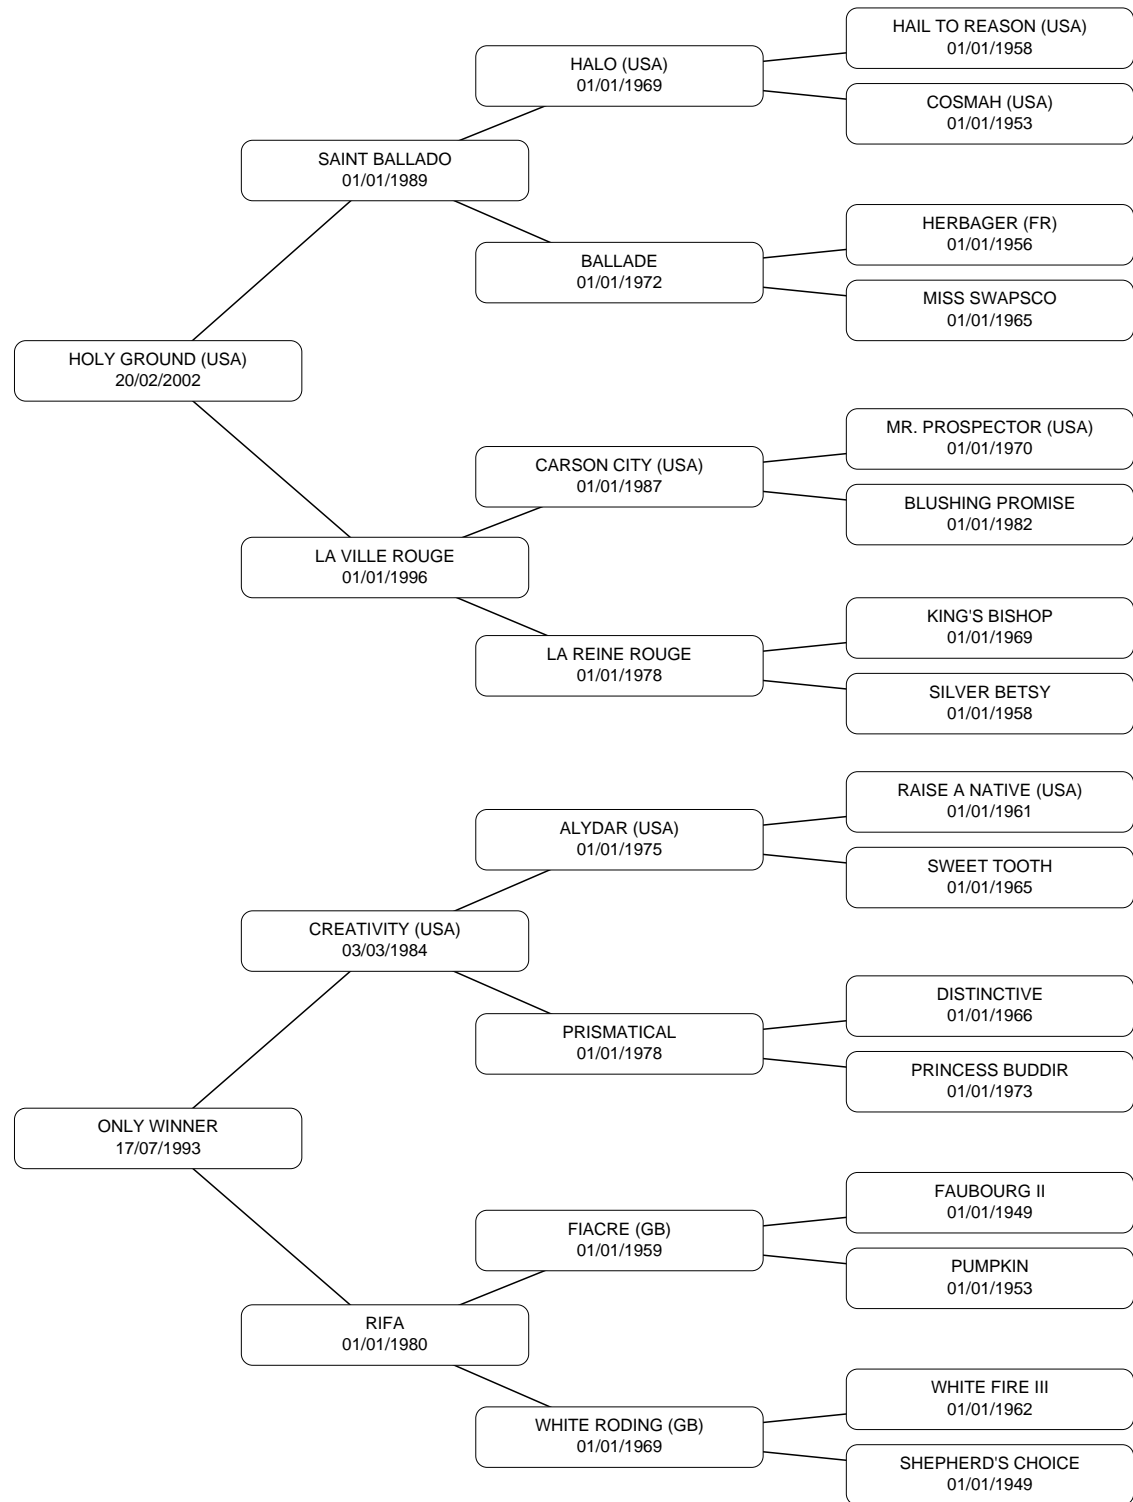 HAIL TO REASON (USA)
01/01/1958
HALO (USA)
01/01/1969
COSMAH (USA)
01/01/1953
SAINT BALLADO
01/01/1989
HERBAGER (FR)
01/01/1956
BALLADE
01/01/1972
MISS SWAPSCO
01/01/1965
HOLY GROUND (USA)
20/02/2002
MR. PROSPECTOR (USA)
01/01/1970
CARSON CITY (USA)
01/01/1987
BLUSHING PROMISE
01/01/1982
LA VILLE ROUGE
01/01/1996
KING'S BISHOP
01/01/1969
LA REINE ROUGE
01/01/1978
SILVER BETSY
01/01/1958
RAISE A NATIVE (USA)
01/01/1961
ALYDAR (USA)
01/01/1975
SWEET TOOTH
01/01/1965
CREATIVITY (USA)
03/03/1984
DISTINCTIVE
01/01/1966
PRISMATICAL
01/01/1978
PRINCESS BUDDIR
01/01/1973
ONLY WINNER
17/07/1993
FAUBOURG II
01/01/1949
FIACRE (GB)
01/01/1959
PUMPKIN
01/01/1953
RIFA
01/01/1980
WHITE FIRE III
01/01/1962
WHITE RODING (GB)
01/01/1969
SHEPHERD'S CHOICE
01/01/1949